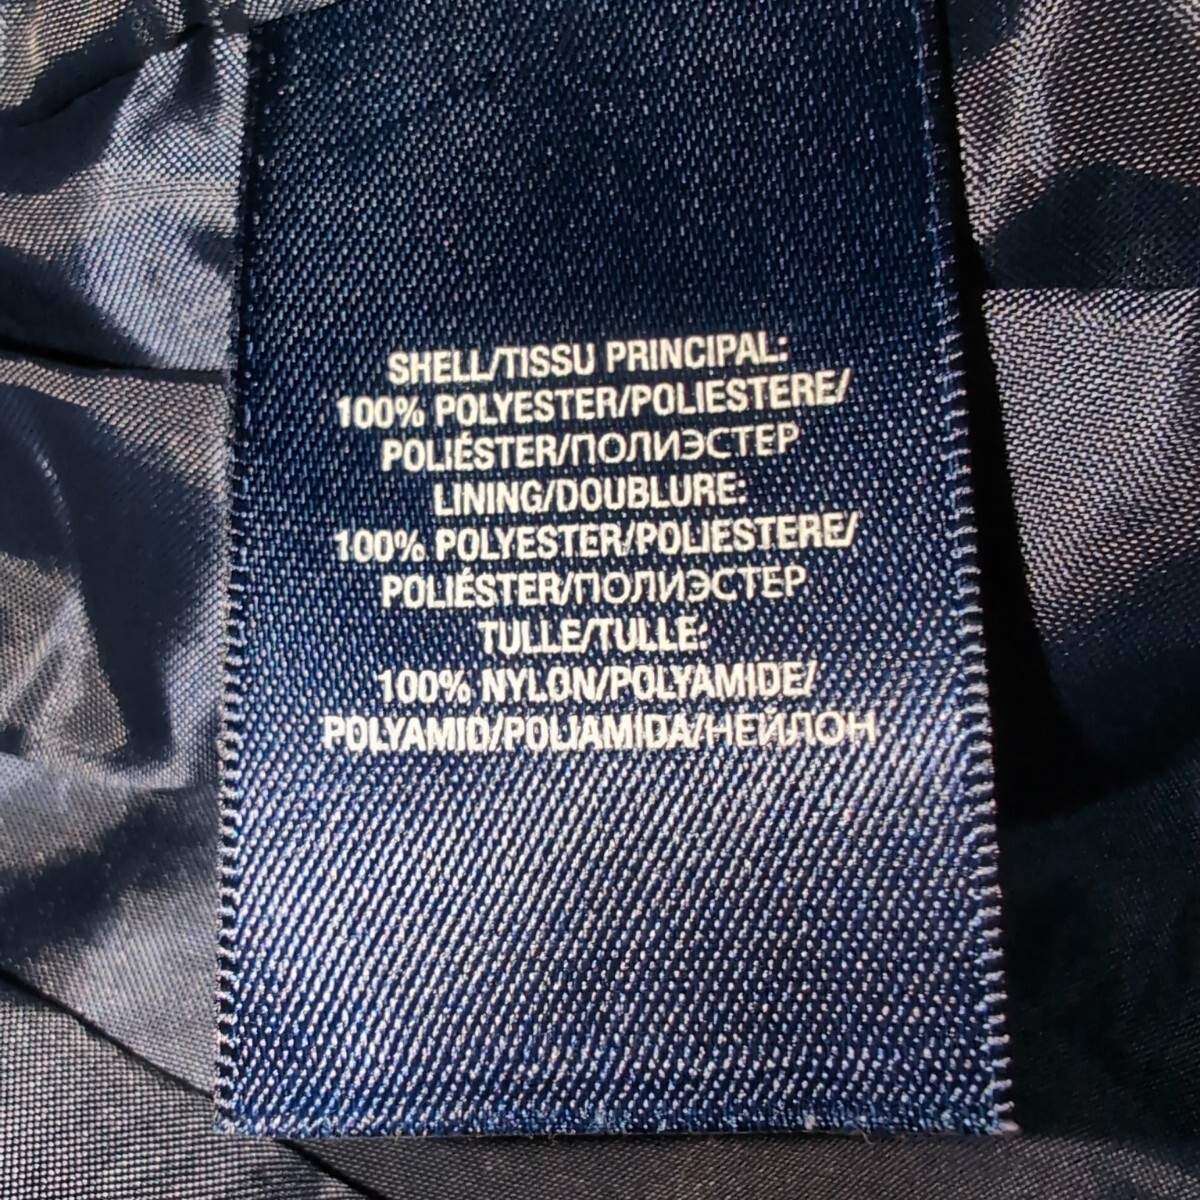 SHELL/TISSU PRINCIPAL:
100% POLYESTER/POLIESTERE/
POLIÉSTER/ПОЛИЭСТЕР
LINING/DOUBLURE:
100% POLYESTER/POLIESTERE/
POLIÉSTER/ПОЛИЭСТЕР
TULLE/TULLE:
100% NYLON/POLYAMIDE/
POLYAMID/POLIAMIDA/НЕЙЛОН